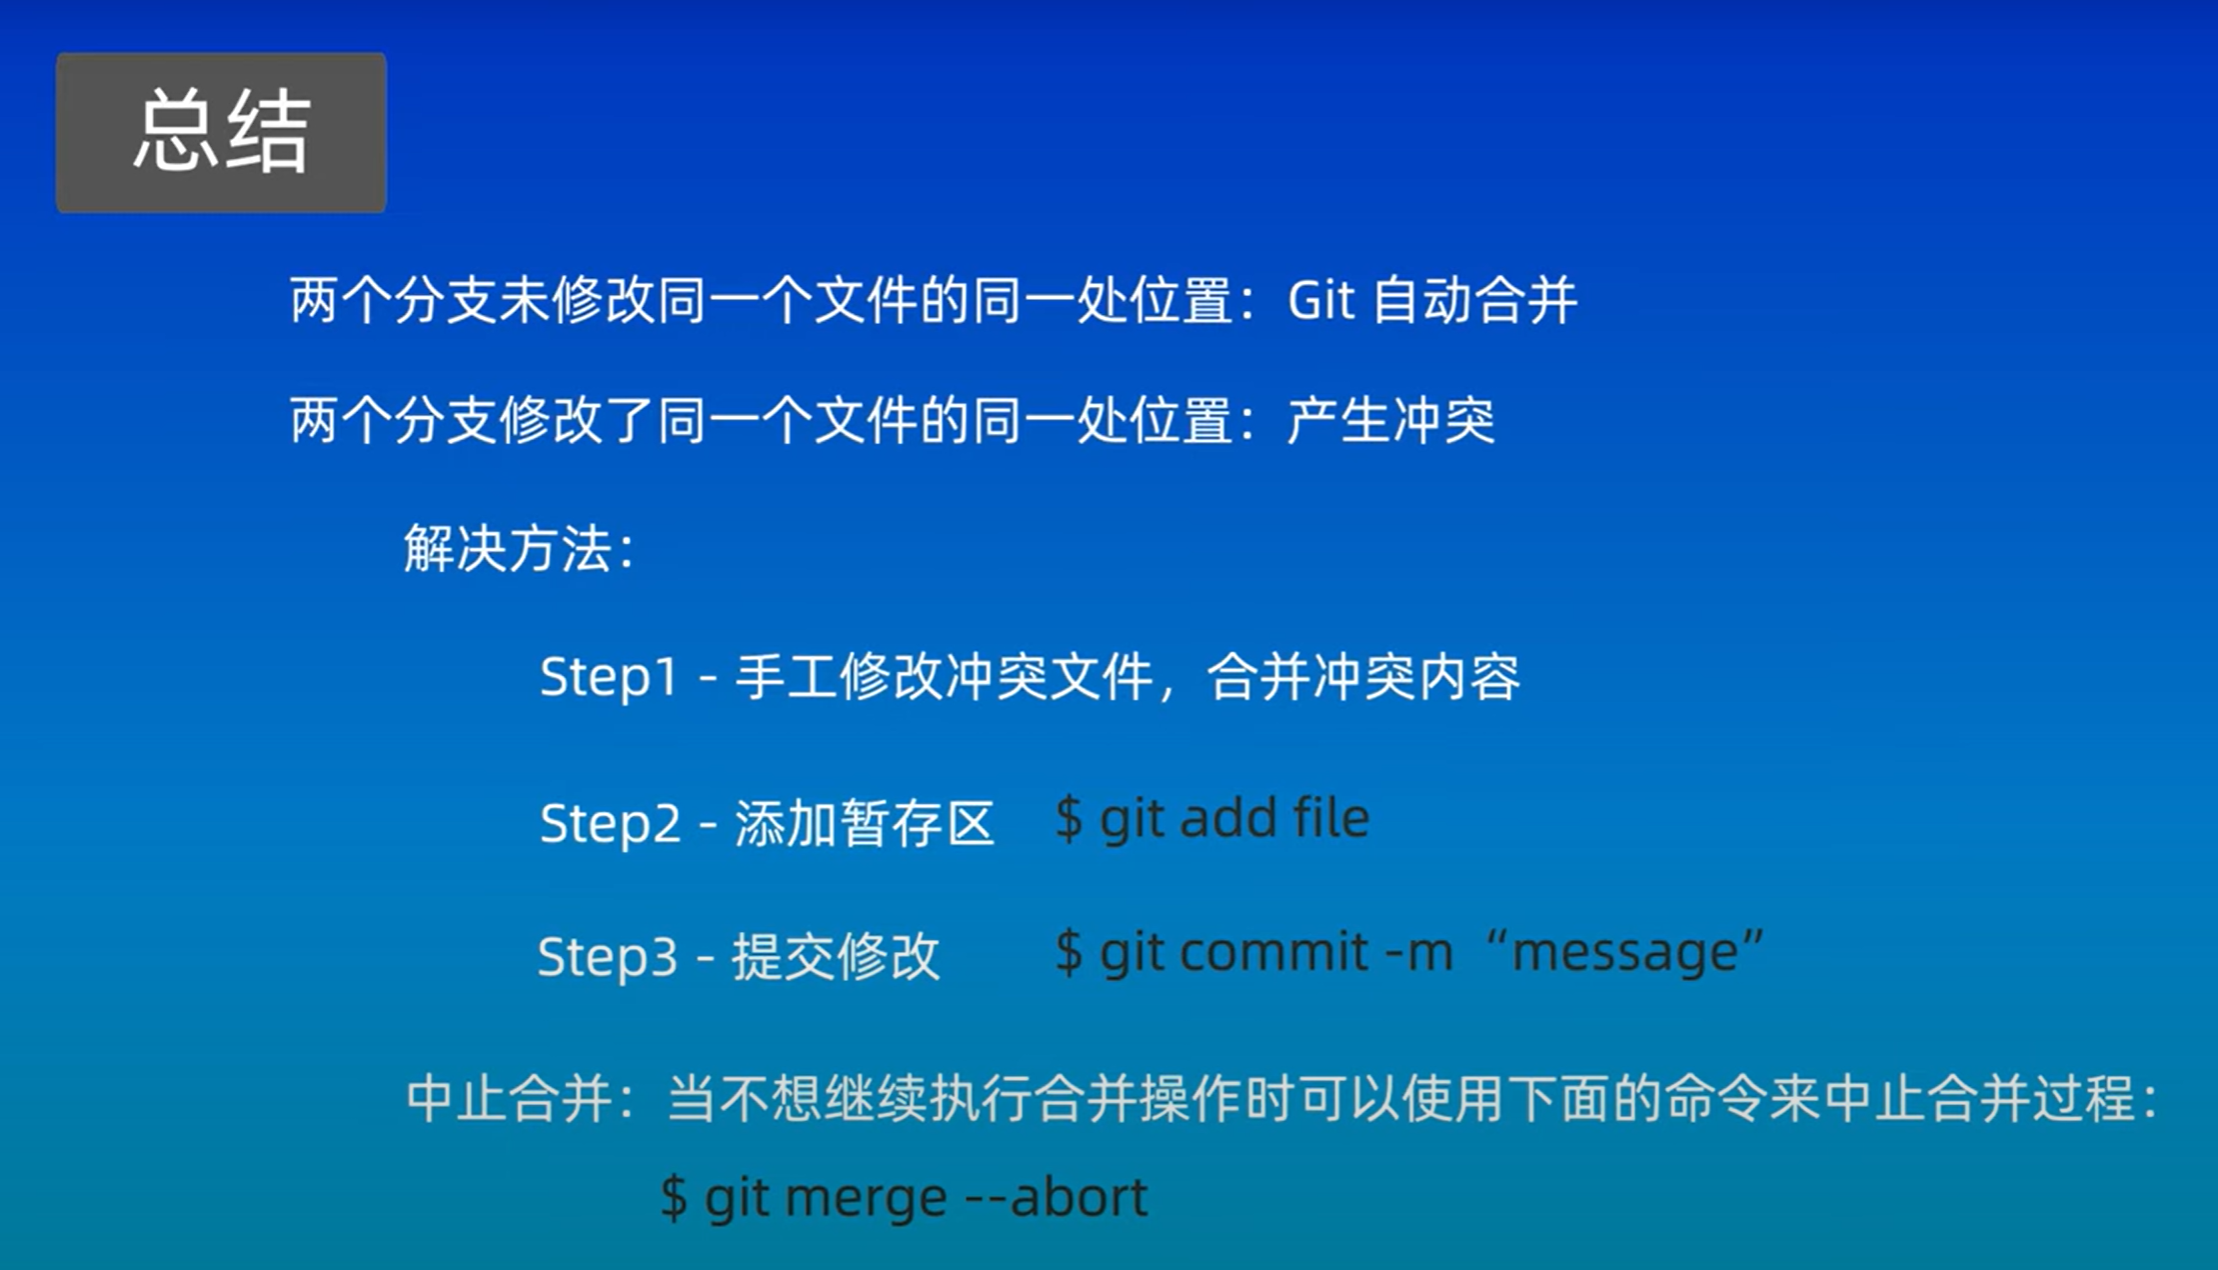 总结
两个分支未修改同一个文件的同一处位置：Git 自动合并
两个分支修改了同一个文件的同一处位置：产生冲突
解决方法：
Step1 - 手工修改冲突文件，合并冲突内容
Step2 - 添加暂存区 $ git add file
Step3 - 提交修改 $ git commit -m “message”
中止合并：当不想继续执行合并操作时可以使用下面的命令来中止合并过程：
$ git merge --abort